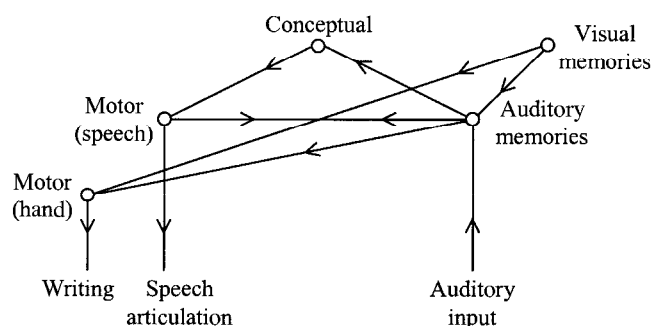 Conceptual
Visual
memories
Motor
(speech)
Auditory
memories
Motor
(hand)
Writing
Speech
articulation
Auditory
input